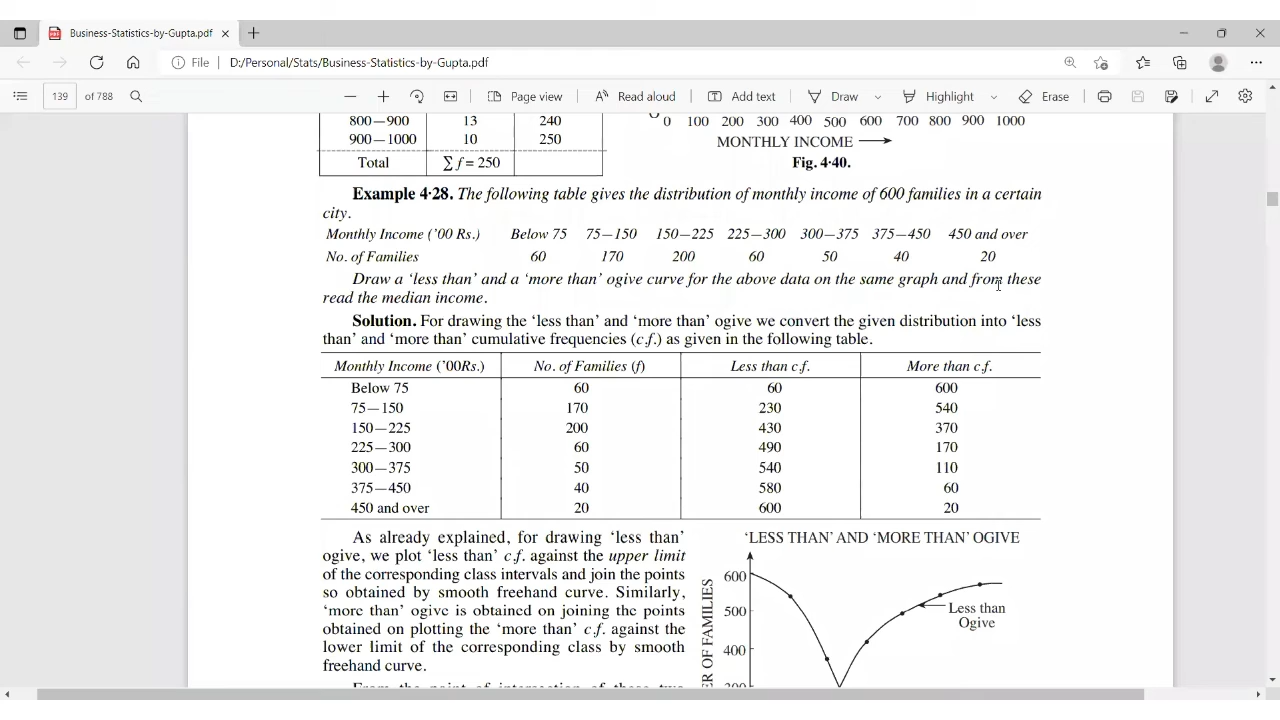 Business-Statistics-by-Gupta.pdf
File | D:/Personal/Stats/Business-Statistics-by-Gupta.pdf
139 of 788 Page view Read aloud Add text Draw Highlight Erase
800—900 13 240
900—1000 10 250
Total ∑ f = 250
O 0 100 200 300 400 500 600 700 800 900 1000
MONTHLY INCOME
Fig. 4·40.
Example 4·28. The following table gives the distribution of monthly income of 600 families in a certain
city.
Monthly Income ('00 Rs.) Below 75 75—150 150—225 225—300 300—375 375—450 450 and over
No. of Families 60 170 200 60 50 40 20
Draw a ‘less than’ and a ‘more than’ ogive curve for the above data on the same graph and from these
read the median income.
Solution. For drawing the ‘less than’ and ‘more than’ ogive we convert the given distribution into ‘less
than’ and ‘more than’ cumulative frequencies (c.f.) as given in the following table.
Monthly Income ('00Rs.) No. of Families (f) Less than c.f. More than c.f.
Below 75 60 60 600
75—150 170 230 540
150—225 200 430 370
225—300 60 490 170
300—375 50 540 110
375—450 40 580 60
450 and over 20 600 20
As already explained, for drawing ‘less than’
ogive, we plot ‘less than’ c.f. against the upper limit
of the corresponding class intervals and join the points
so obtained by smooth freehand curve. Similarly,
‘more than’ ogive is obtained on joining the points
obtained on plotting the ‘more than’ c.f. against the
lower limit of the corresponding class by smooth
freehand curve.
From the point of intersection of these two
‘LESS THAN’ AND ‘MORE THAN’ OGIVE
600
500
400
300
ER OF FAMILIES
Less than
Ogive